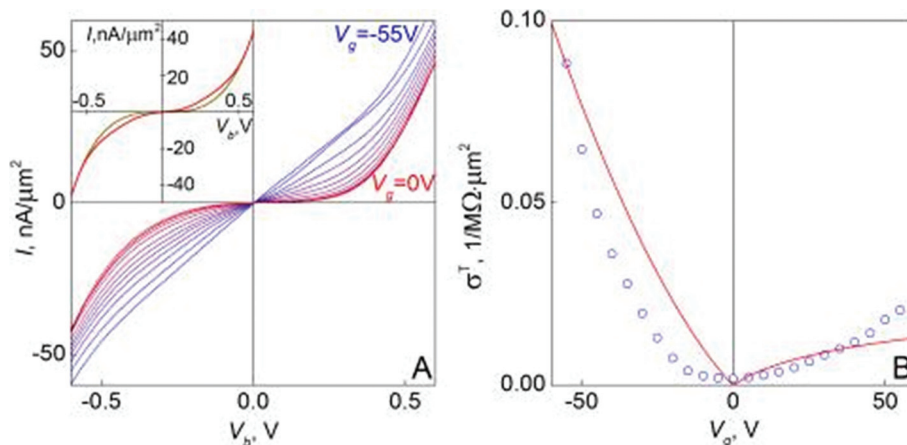 I,nA/μm²
40
20
-0.5
0.5
V_b, V
-20
-40
V_g=-55V
V_g=0V
50
0
-50
I, nA/μm²
-0.5
0.0
0.5
V_b, V
A
0.10
0.05
0.00
σ^T, 1/MΩ·μm²
-50
0
50
V_g, V
B